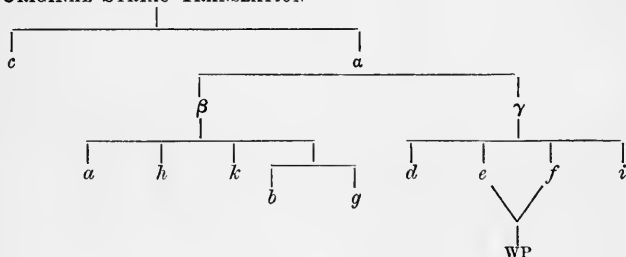 ORIGINAL SYRIAC TRANSLATION
c α
β γ
a h k d e f i
b g
WP